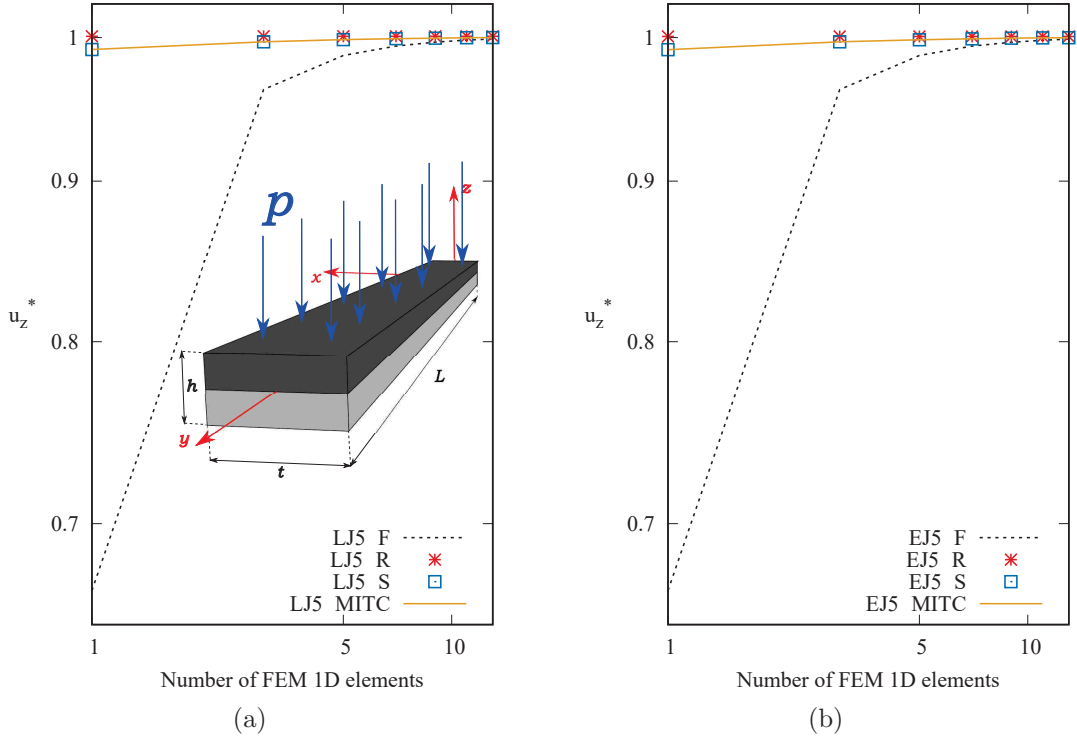 1
0.9
u_z^*
0.8
0.7
p
z
x
h
L
y
t
LJ5 F
LJ5 R
LJ5 S
LJ5 MITC
1
5
10
Number of FEM 1D elements
(a)
1
0.9
u_z^*
0.8
0.7
EJ5 F
EJ5 R
EJ5 S
EJ5 MITC
1
5
10
Number of FEM 1D elements
(b)